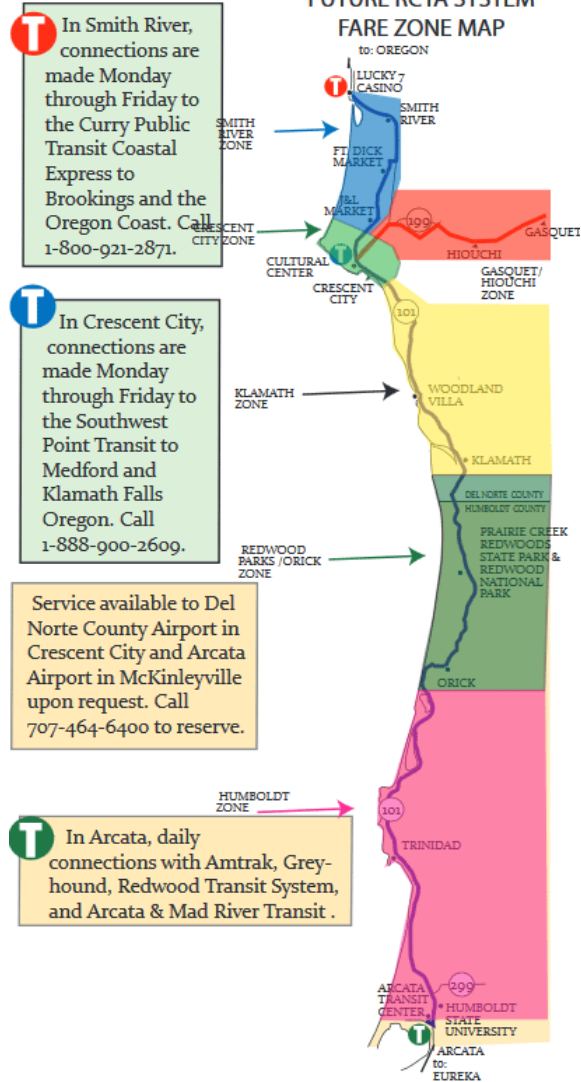 FUTURE RCTA SYSTEM
FARE ZONE MAP
T
In Smith River,
connections are
made Monday
through Friday to
the Curry Public
Transit Coastal
Express to
Brookings and the
Oregon Coast. Call
1-800-921-2871.
T
In Crescent City,
connections are
made Monday
through Friday to
the Southwest
Point Transit to
Medford and
Klamath Falls
Oregon. Call
1-888-900-2609.
Service available to Del
Norte County Airport in
Crescent City and Arcata
Airport in McKinleyville
upon request. Call
707-464-6400 to reserve.
T
In Arcata, daily
connections with Amtrak, Grey-
hound, Redwood Transit System,
and Arcata & Mad River Transit .
to: OREGON
T
LUCKY 7
CASINO
SMITH
RIVER
SMITH
RIVER
ZONE
FT. DICK
MARKET
J&L
MARKET
199
GASQUET
CRESCENT
CITY ZONE
T
HIOUCHI
CULTURAL
CENTER
GASQUET/
HIOUCHI
ZONE
CRESCENT
CITY
101
KLAMATH
ZONE
WOODLAND
VILLA
KLAMATH
DEL NORTE COUNTY
HUMBOLDT COUNTY
PRAIRIE CREEK
REDWOODS
STATE PARK &
REDWOOD
NATIONAL
PARK
REDWOOD
PARKS /ORICK
ZONE
ORICK
HUMBOLDT
ZONE
101
TRINIDAD
299
ARCATA
TRANSIT
CENTER
HUMBOLDT
STATE
UNIVERSITY
T
ARCATA
to:
EUREKA